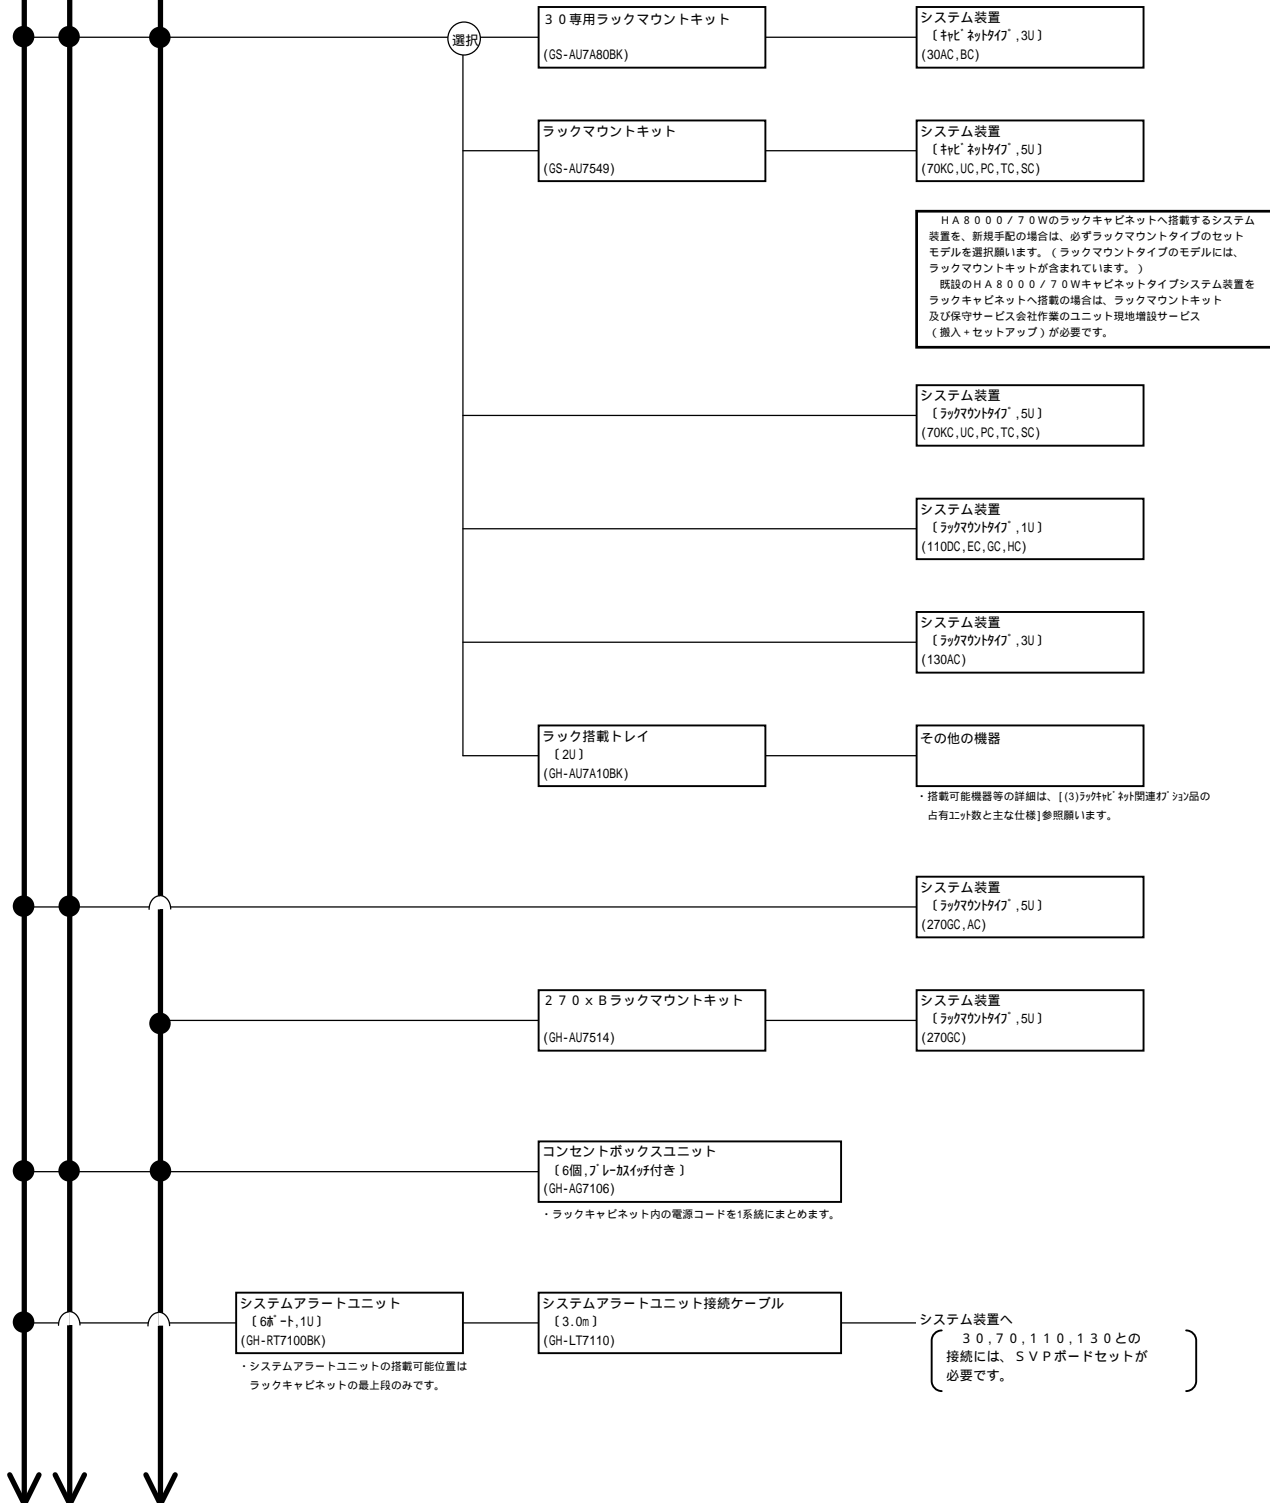 選択
３０専用ラックマウントキット
(GS-AU7A80BK)
システム装置
〔ｷｬﾋﾞﾈｯﾄﾀｲﾌﾟ,3U〕
(30AC,BC)
ラックマウントキット
(GS-AU7549)
システム装置
〔ｷｬﾋﾞﾈｯﾄﾀｲﾌﾟ,5U〕
(70KC,UC,PC,TC,SC)
ＨＡ８０００／７０Ｗのラックキャビネットへ搭載するシステム
装置を、新規手配の場合は、必ずラックマウントタイプのセット
モデルを選択願います。（ラックマウントタイプのモデルには、
ラックマウントキットが含まれています。）
既設のＨＡ８０００／７０Ｗキャビネットタイプシステム装置を
ラックキャビネットへ搭載の場合は、ラックマウントキット
及び保守サービス会社作業のユニット現地増設サービス
（搬入＋セットアップ）が必要です。
システム装置
〔ﾗｯｸﾏｳﾝﾄﾀｲﾌﾟ,5U〕
(70KC,UC,PC,TC,SC)
システム装置
〔ﾗｯｸﾏｳﾝﾄﾀｲﾌﾟ,1U〕
(110DC,EC,GC,HC)
システム装置
〔ﾗｯｸﾏｳﾝﾄﾀｲﾌﾟ,3U〕
(130AC)
ラック搭載トレイ
〔2U〕
(GH-AU7A10BK)
その他の機器
・搭載可能機器等の詳細は、[(3)ﾗｯｸｷｬﾋﾞﾈｯﾄ関連ｵﾌﾟｼｮﾝ品の
占有ﾕﾆｯﾄ数と主な仕様]参照願います。
システム装置
〔ﾗｯｸﾏｳﾝﾄﾀｲﾌﾟ,5U〕
(270GC,AC)
２７０ｘＢラックマウントキット
(GH-AU7514)
システム装置
〔ﾗｯｸﾏｳﾝﾄﾀｲﾌﾟ,5U〕
(270GC)
コンセントボックスユニット
〔6個,ﾌﾞﾚｰｶｽｲｯﾁ付き〕
(GH-AG7106)
・ラックキャビネット内の電源コードを1系統にまとめます。
システムアラートユニット
〔6ﾎﾟｰﾄ,1U〕
(GH-RT7100BK)
システムアラートユニット接続ケーブル
〔3.0m〕
(GH-LT7110)
システム装置へ
３０,７０,１１０,１３０との
接続には、ＳＶＰボードセットが
必要です。
・システムアラートユニットの搭載可能位置は
ラックキャビネットの最上段のみです。